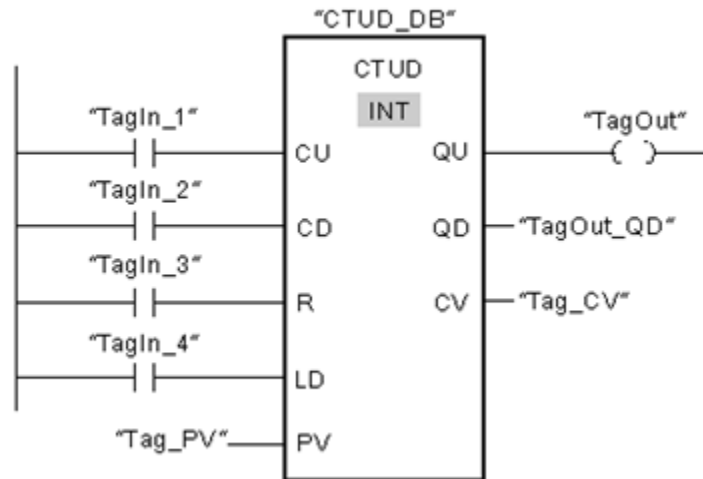 "CTUD_DB"
CTUD
INT
"TagIn_1"
"TagOut"
CU
QU
"TagIn_2"
CD
QD
"TagOut_QD"
"TagIn_3"
R
CV
"Tag_CV"
"TagIn_4"
LD
"Tag_PV"
PV